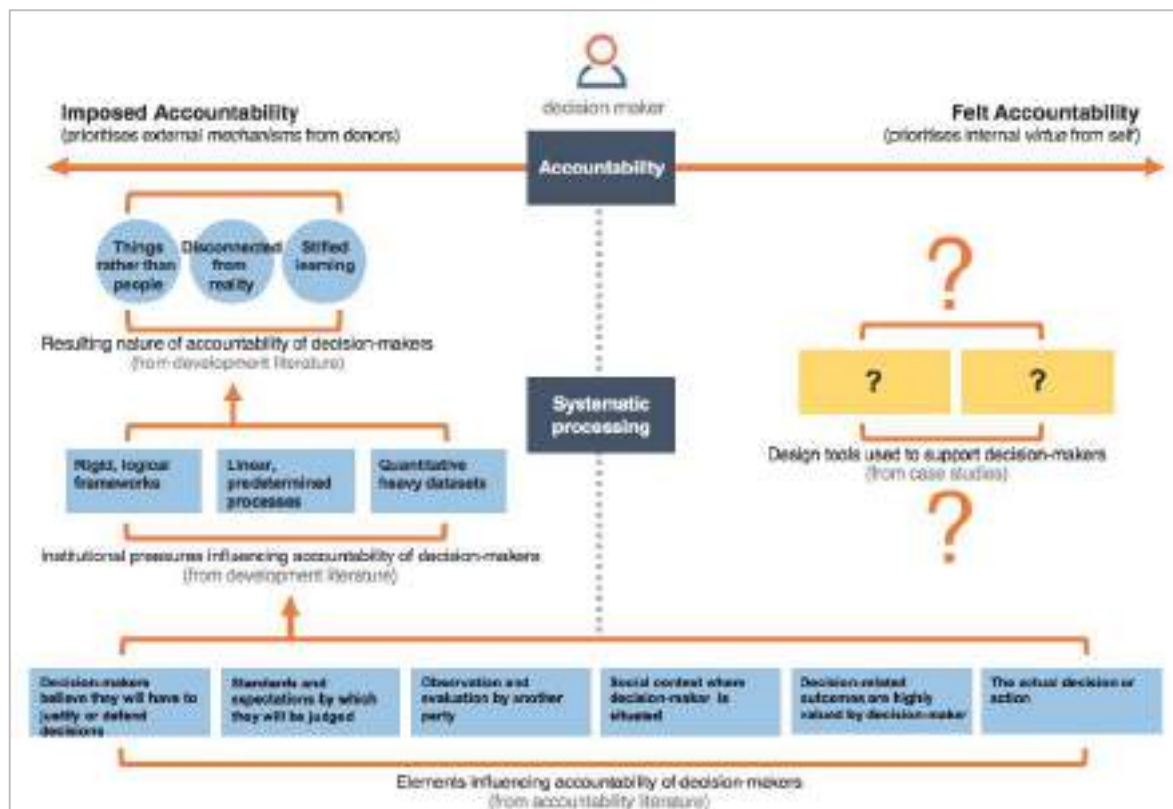 decision maker
Imposed Accountability
(prioritises external mechanisms from donors)
Felt Accountability
(prioritises internal virtue from self)
Accountability
Things
rather than
people
Disconnected
from
reality
Stifled
learning
Resulting nature of accountability of decision-makers
(from development literature)
?
?
?
Systematic
processing
Design tools used to support decision-makers
(from case studies)
?
Rigid, logical
frameworks
Linear,
predetermined
processes
Quantitative
heavy datasets
Institutional pressures influencing accountability of decision-makers
(from development literature)
Decision-makers
believe they will have to
justify or defend
decisions
Standards and
expectations by which
they will be judged
Observation and
evaluation by another
party
Social context where
decision-maker is
situated
Decision-related
outcomes are highly
valued by decision-maker
The actual decision or
action
Elements influencing accountability of decision-makers
(from accountability literature)